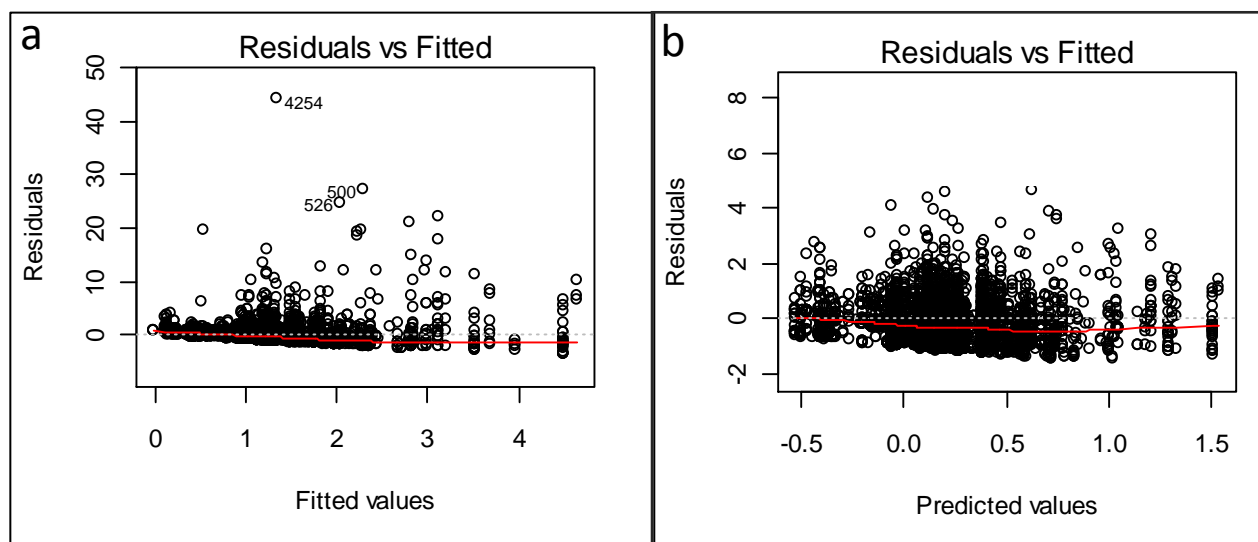 a
Residuals vs Fitted
Residuals
50
40
30
20
10
0
4254
500
526
0 1 2 3 4
Fitted values
b
Residuals vs Fitted
Residuals
8
6
4
2
0
-2
-0.5 0.0 0.5 1.0 1.5
Predicted values